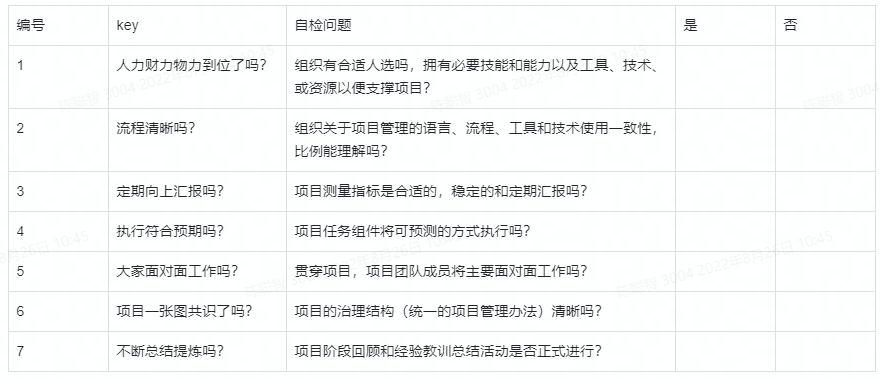 编号 key 自检问题 是 否
1 人力财力物力到位了吗? 组织有合适人选吗,拥有必要技能和能力以及工具、技术、
或资源以便支撑项目?
2 流程清晰吗? 组织关于项目管理的语言、流程、工具和技术使用一致性,
比例能理解吗?
3 定期向上汇报吗? 项目测量指标是合适的,稳定的和定期汇报吗?
4 执行符合预期吗? 项目任务组件将可预测的方式执行吗?
5 大家面对面工作吗? 贯穿项目,项目团队成员将主要面对面工作吗?
6 项目一张图共识了吗? 项目的治理结构(统一的项目管理办法)清晰吗?
7 不断总结提炼吗? 项目阶段回顾和经验教训总结活动是否正式进行?